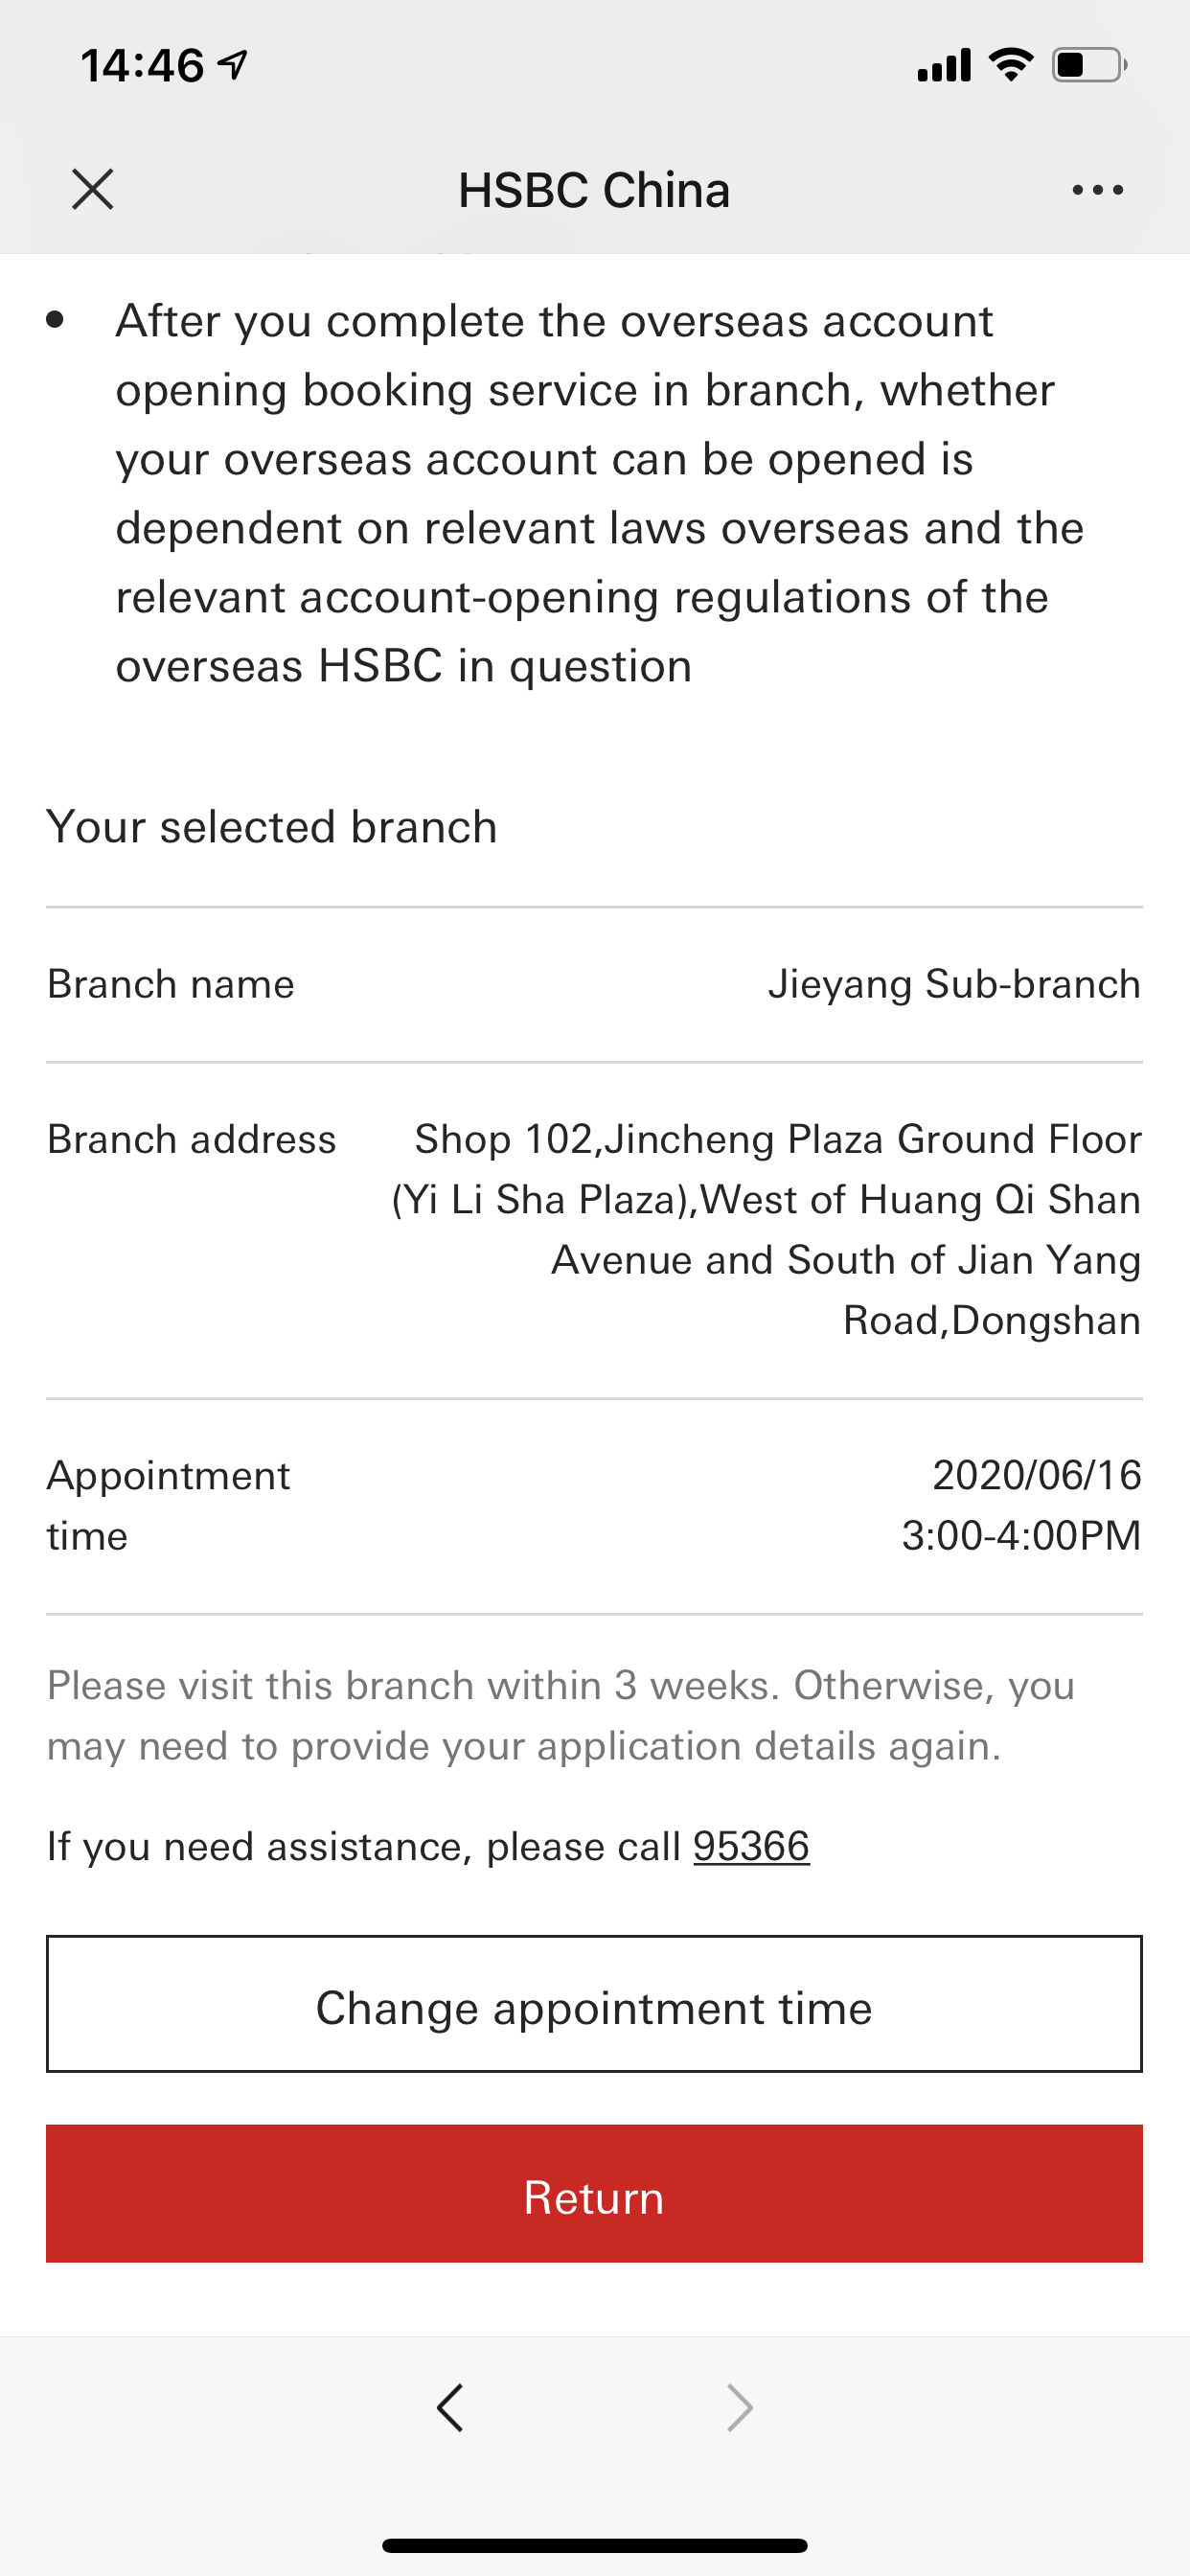 14:46
HSBC China
• After you complete the overseas account
opening booking service in branch, whether
your overseas account can be opened is
dependent on relevant laws overseas and the
relevant account-opening regulations of the
overseas HSBC in question
Your selected branch
Branch name Jieyang Sub-branch
Branch address Shop 102,Jincheng Plaza Ground Floor
(Yi Li Sha Plaza),West of Huang Qi Shan
Avenue and South of Jian Yang
Road,Dongshan
Appointment 2020/06/16
time 3:00-4:00PM
Please visit this branch within 3 weeks. Otherwise, you
may need to provide your application details again.
If you need assistance, please call 95366
Change appointment time
Return